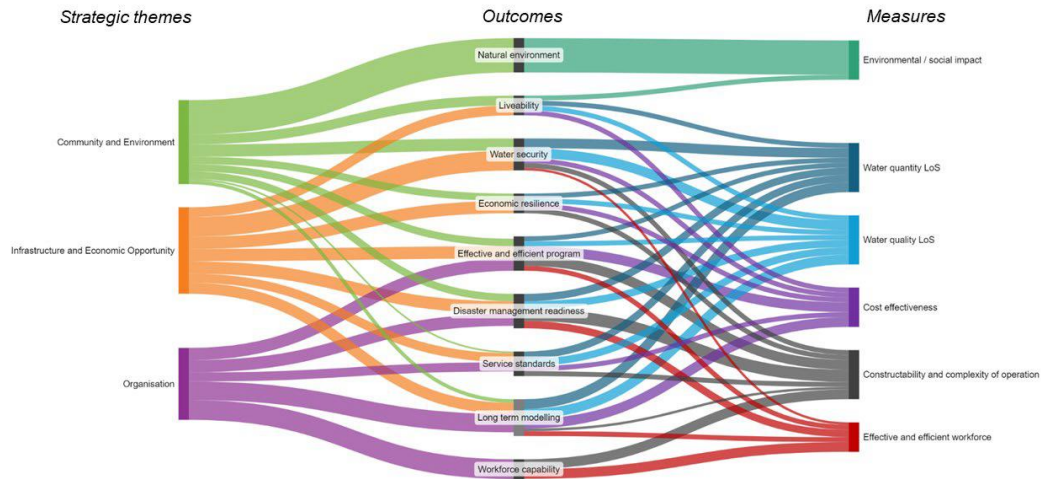 Strategic themes
Outcomes
Measures
Natural environment
Environmental / social impact
Liveability
Community and Environment
Water security
Water quantity LoS
Economic resilience
Water quality LoS
Infrastructure and Economic Opportunity
Effective and efficient program
Disaster management readiness
Cost effectiveness
Service standards
Constructability and complexity of operation
Organisation
Long term modelling
Effective and efficient workforce
Workforce capability